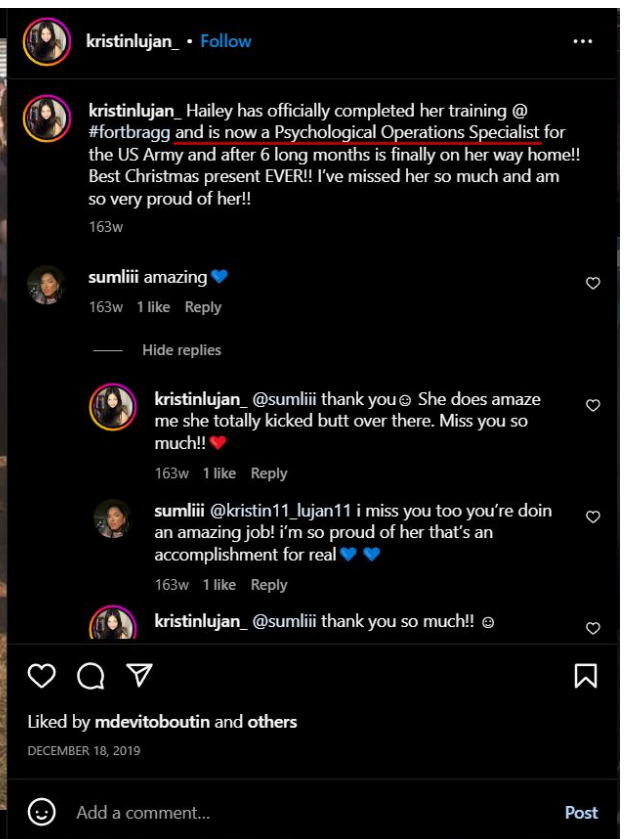 kristinlujan_ • Follow
kristinlujan_ Hailey has officially completed her training @
#fortbragg and is now a Psychological Operations Specialist for
the US Army and after 6 long months is finally on her way home!!
Best Christmas present EVER!! I've missed her so much and am
so very proud of her!!
163w
sumliii amazing💙
163w 1 like Reply
Hide replies
kristinlujan_ @sumliii thank you☺ She does amaze
me she totally kicked butt over there. Miss you so
much!!❤️
163w 1 like Reply
sumliii @kristin11_lujan11 i miss you too you're doin
an amazing job! i'm so proud of her that's an
accomplishment for real💙 💙
163w 1 like Reply
kristinlujan_ @sumliii thank you so much!! ☺
Liked by mdevitoboutin and others
DECEMBER 18, 2019
Add a comment... Post